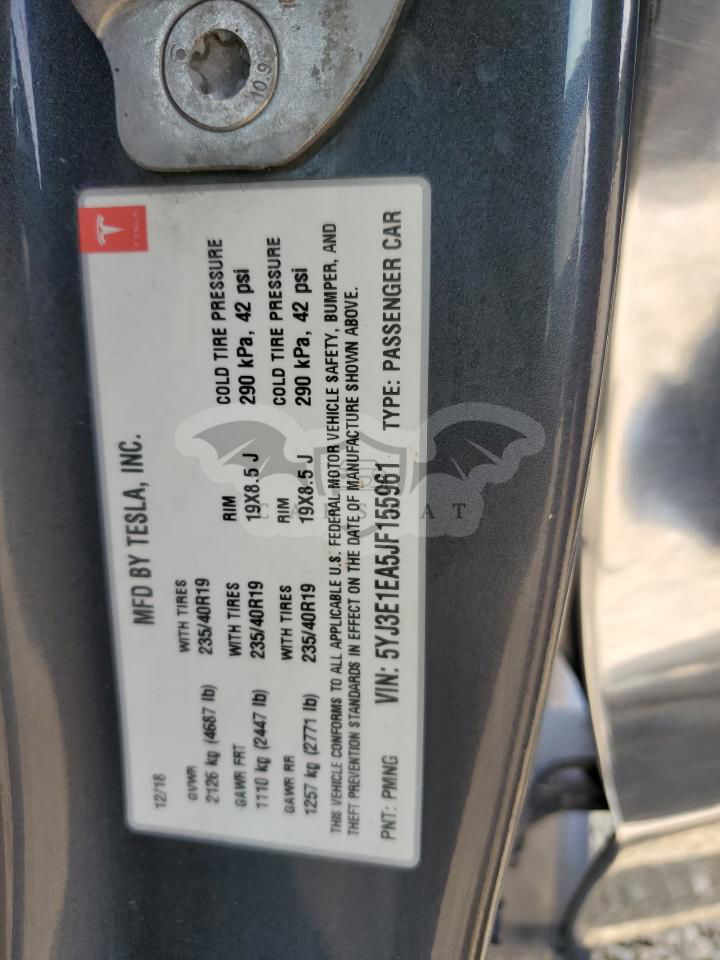 10.9
TESLA
MFD BY TESLA, INC.
12/18
GVWR
2126 kg (4687 lb)
WITH TIRES
235/40R19
RIM
19X8.5 J
COLD TIRE PRESSURE
290 kPa, 42 psi
GAWR FRT
1110 kg (2447 lb)
WITH TIRES
235/40R19
RIM
19X8.5 J
COLD TIRE PRESSURE
290 kPa, 42 psi
GAWR RR
1257 kg (2771 lb)
WITH TIRES
235/40R19
THIS VEHICLE CONFORMS TO ALL APPLICABLE U.S. FEDERAL MOTOR VEHICLE SAFETY, BUMPER, AND
THEFT PREVENTION STANDARDS IN EFFECT ON THE DATE OF MANUFACTURE SHOWN ABOVE.
PNT: PMNG VIN: 5YJ3E1EA5JF155961 TYPE: PASSENGER CAR